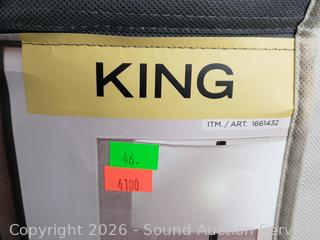 KING
ITM. / ART. 1661432
46.
4100
Copyright 2026 - Sound Auction Serv